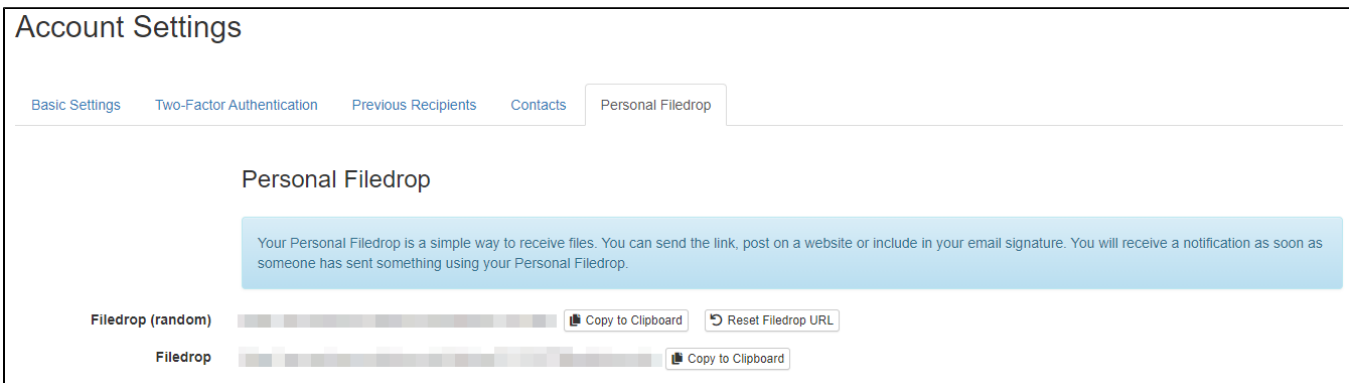 Account Settings
Basic Settings Two-Factor Authentication Previous Recipients Contacts Personal Filedrop
Personal Filedrop
Your Personal Filedrop is a simple way to receive files. You can send the link, post on a website or include in your email signature. You will receive a notification as soon as
someone has sent something using your Personal Filedrop.
Filedrop (random) Copy to Clipboard Reset Filedrop URL
Filedrop Copy to Clipboard